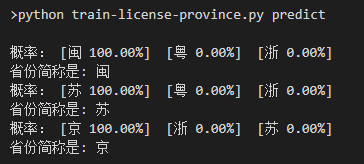 >python train-license-province.py predict
概率: [闽 100.00%] [粤 0.00%] [浙 0.00%]
省份简称是: 闽
概率: [苏 100.00%] [粤 0.00%] [浙 0.00%]
省份简称是: 苏
概率: [京 100.00%] [浙 0.00%] [苏 0.00%]
省份简称是: 京